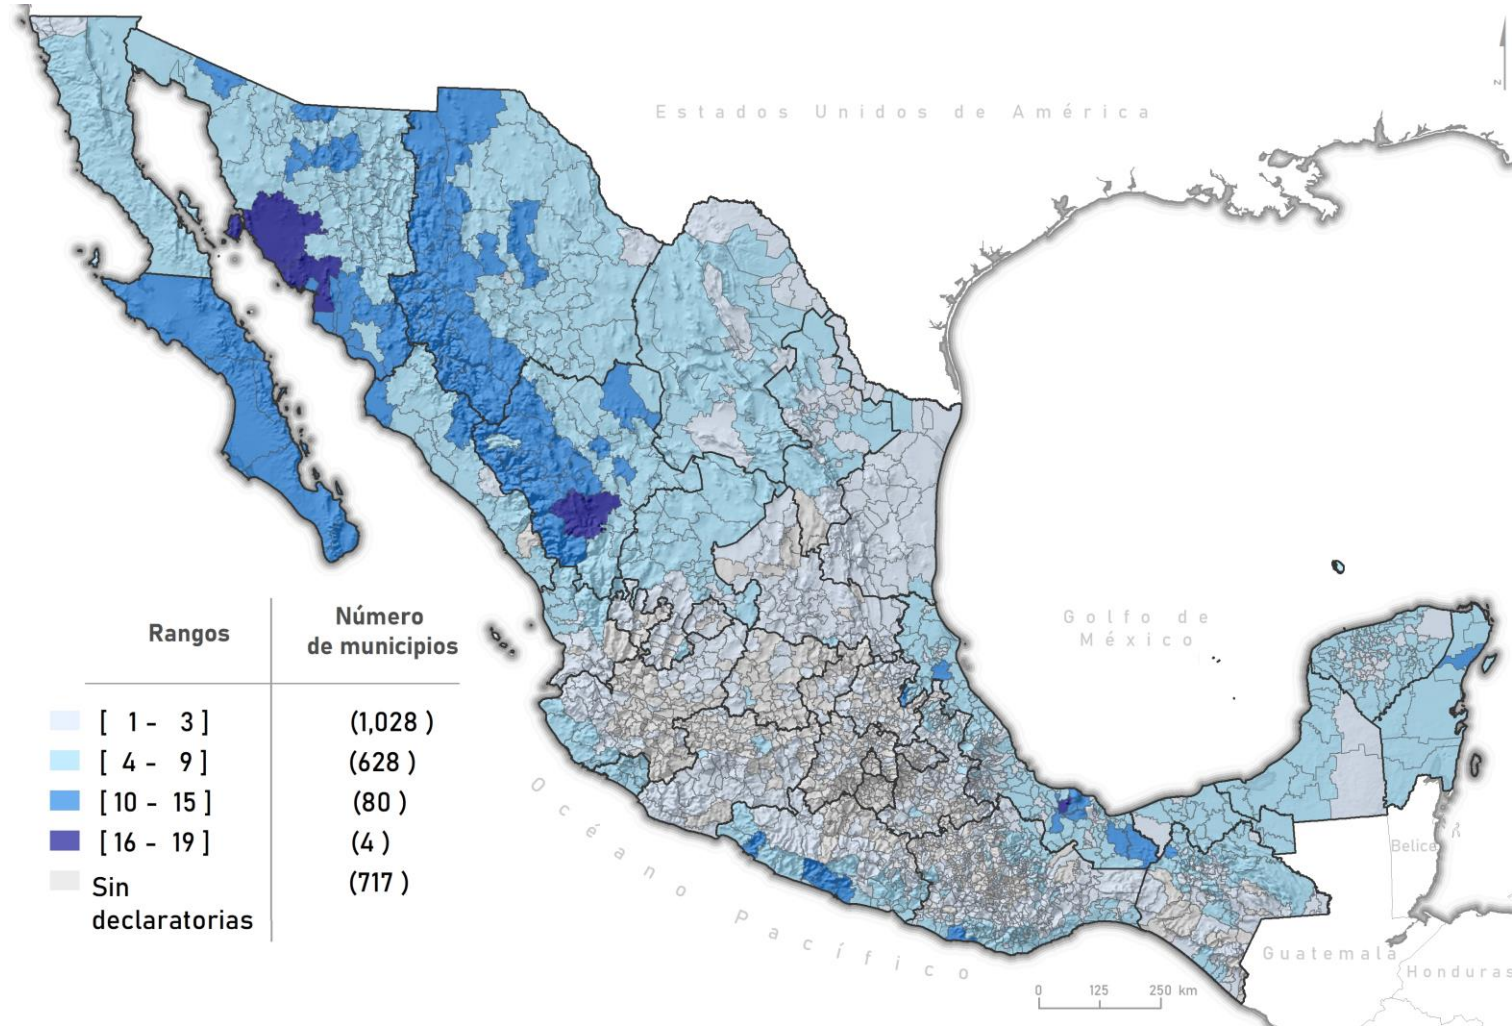 Estados Unidos de América
N
Golfo de
México
Rangos
Número
de municipios
[ 1 - 3 ] (1,028 )
[ 4 - 9 ] (628 )
[10 - 15 ] (80 )
[16 - 19 ] (4 )
Sin
declaratorias (717 )
Océano Pacífico
Belice
Guatemala
Honduras
0 125 250 km